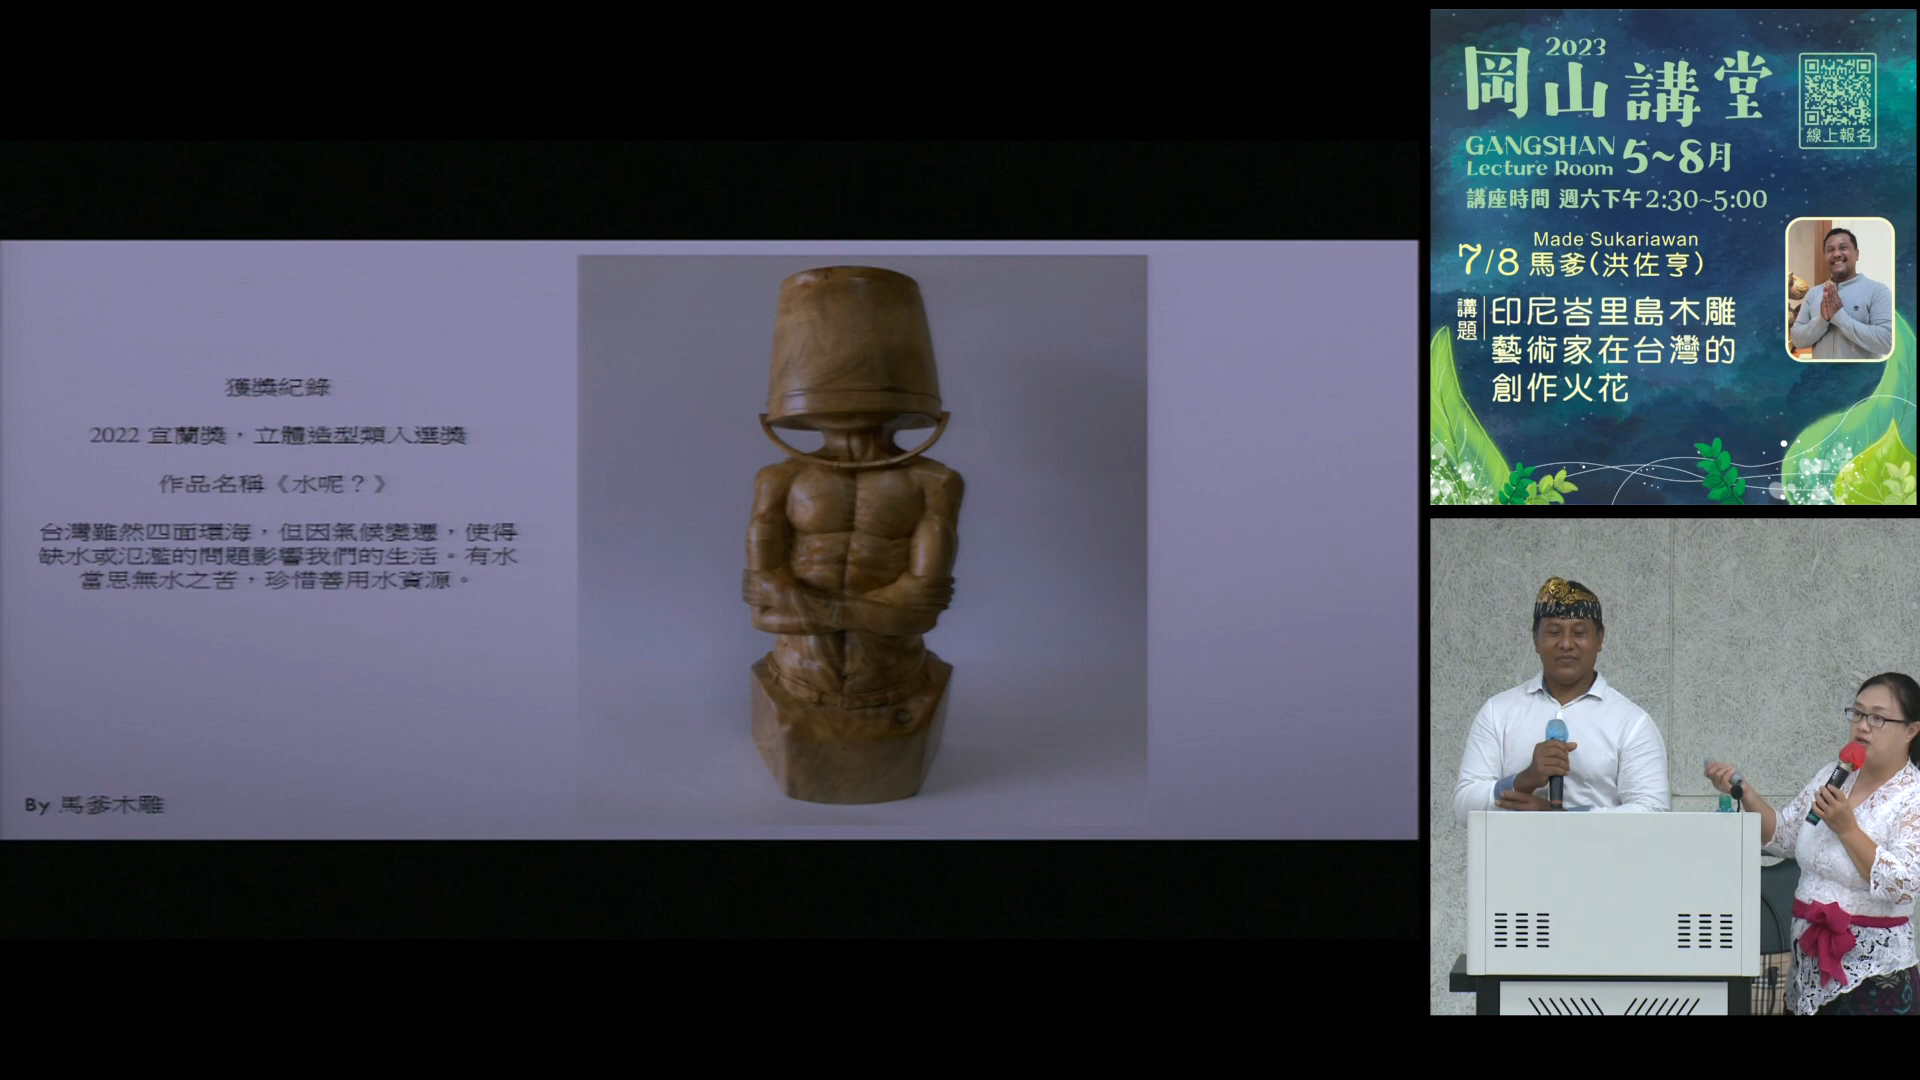 獲獎紀錄
2022 宜蘭獎，立體造型類入選獎
作品名稱《水呢？》
台灣雖然四面環海，但因氣候變遷，使得
缺水或氾濫的問題影響我們的生活。有水
當思無水之苦，珍惜善用水資源。
By 馬爹木雕
2023
岡山講堂
線上報名
GANGSHAN
Lecture Room
5~8月
講座時間 週六下午2:30~5:00
Made Sukariawan
7/8 馬爹(洪佐亨)
講題
印尼峇里島木雕
藝術家在台灣的
創作火花